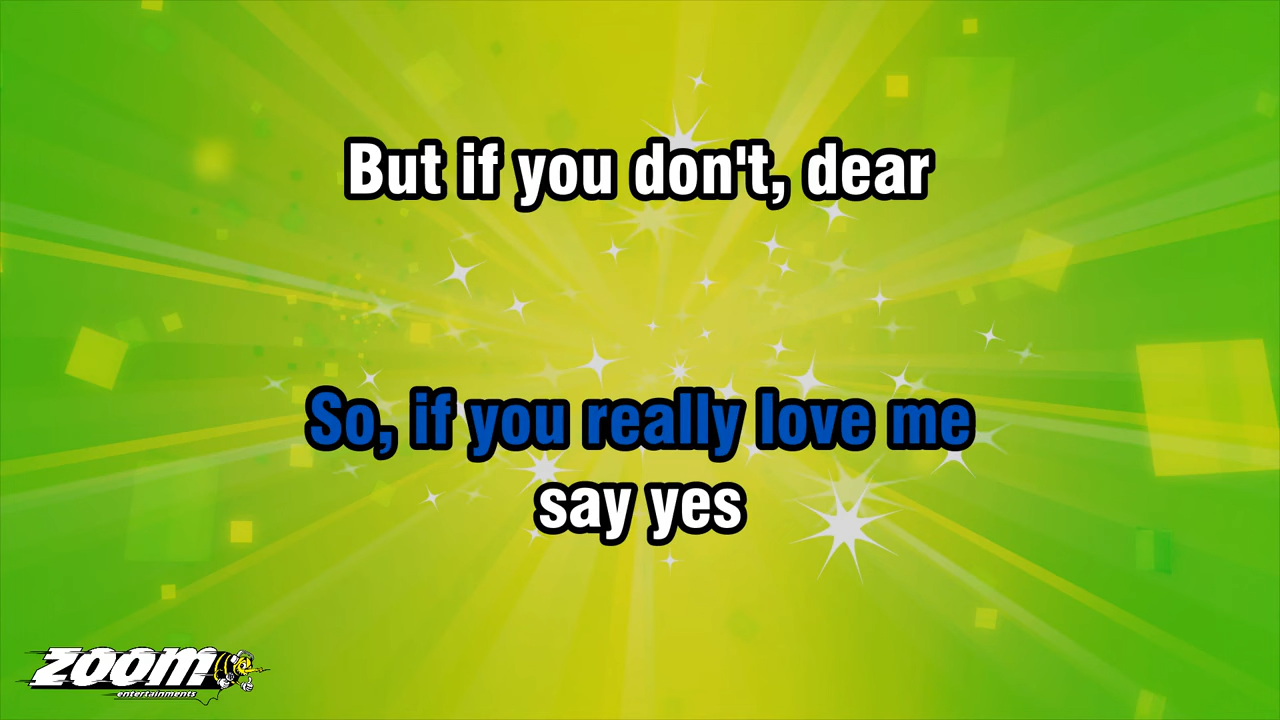 But if you don't, dear
So, if you really love me
say yes
zoom
entertainments